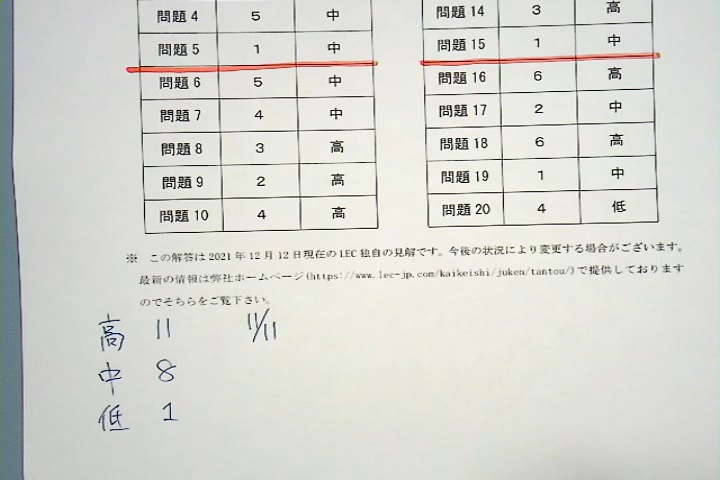 問題 4 5 中
問題 5 1 中
問題 6 5 中
問題 7 4 中
問題 8 3 高
問題 9 2 高
問題 10 4 高
問題 14 3 高
問題 15 1 中
問題 16 6 高
問題 17 2 中
問題 18 6 高
問題 19 1 中
問題 20 4 低
※ この解答は 2021 年 12 月 12 日現在の LEC 独自の見解です。今後の状況により変更する場合がございます。
最新の情報は弊社ホームページ(https://www.lec-jp.com/kaikeishi/juken/tantou/)で提供しております
のでそちらをご覧下さい。
高 11 11/11
中 8
低 1